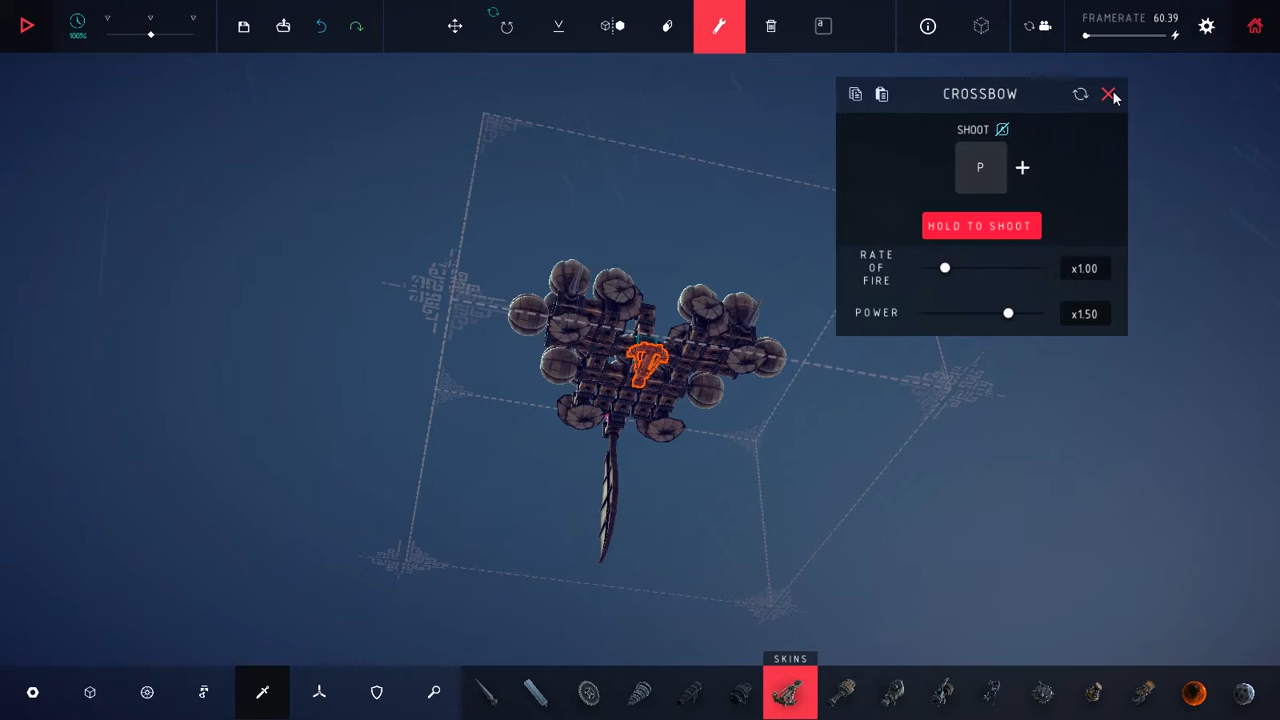 100%
a
FRAMERATE 60.39
CROSSBOW
SHOOT
P
HOLD TO SHOOT
RATE
OF
FIRE
x1.00
POWER
x1.50
SKINS